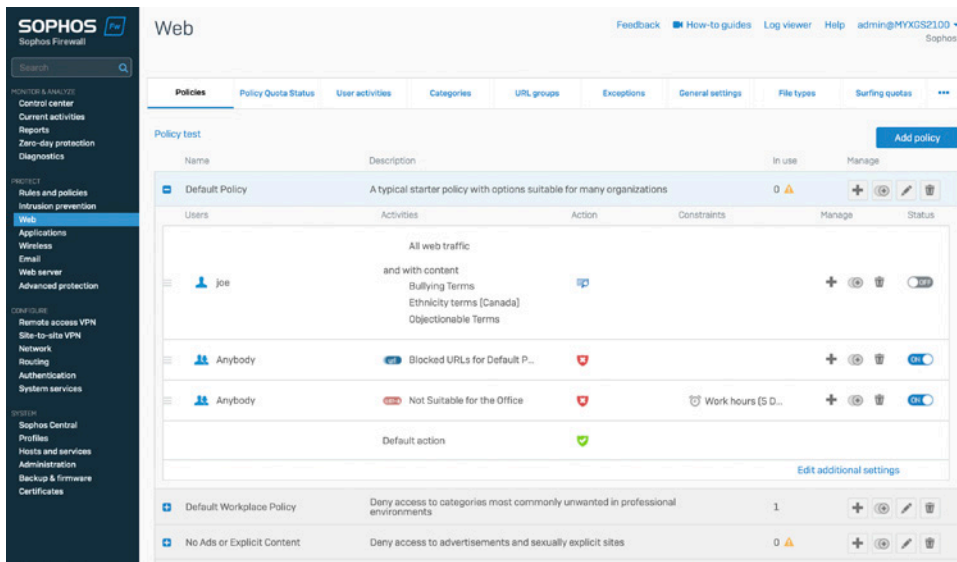 SOPHOS Fw
Sophos Firewall
Web
Feedback How-to guides Log viewer Help admin@MYXGS2100
Sophos
Search
MONITOR & ANALYZE
Control center
Current activities
Reports
Zero-day protection
Diagnostics
PROTECT
Rules and policies
Intrusion prevention
Web
Applications
Wireless
Email
Web server
Advanced protection
CONFIGURE
Remote access VPN
Site-to-site VPN
Network
Routing
Authentication
System services
SYSTEM
Sophos Central
Profiles
Hosts and services
Administration
Backup & firmware
Certificates
Policies Policy Quota Status User activities Categories URL groups Exceptions General settings File types Surfing quotas •••
Policy test
Add policy
Name Description In use Manage
Default Policy A typical starter policy with options suitable for many organizations 0
Users Activities Action Constraints Manage Status
All web traffic
and with content
joe Bullying Terms OFF
Ethnicity terms (Canada)
Objectionable Terms
Anybody Blocked URLs for Default P... ON
Anybody Not Suitable for the Office Work hours (5 D... ON
Default action
Edit additional settings
Default Workplace Policy Deny access to categories most commonly unwanted in professional
environments 1
No Ads or Explicit Content Deny access to advertisements and sexually explicit sites 0